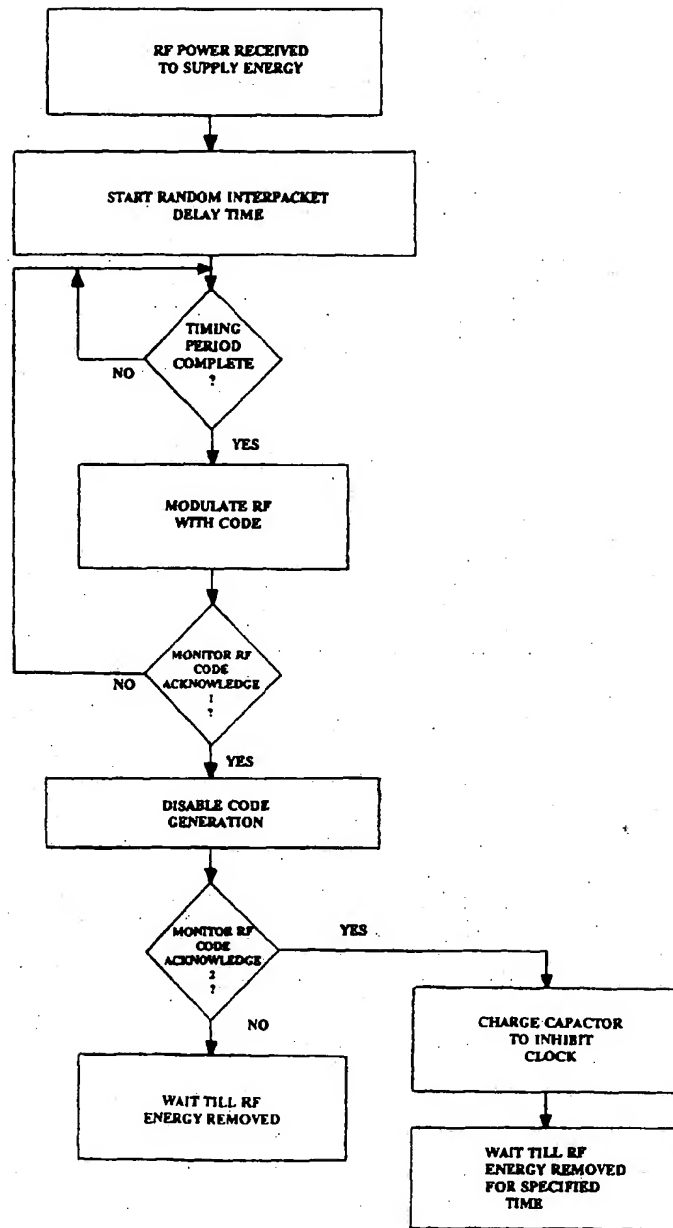 RF POWER RECEIVED
TO SUPPLY ENERGY
START RANDOM INTERPACKET
DELAY TIME
TIMING
PERIOD
COMPLETE
?
NO
YES
MODULATE RF
WITH CODE
MONITOR RF
CODE
ACKNOWLEDGE
1
?
NO
YES
DISABLE CODE
GENERATION
MONITOR RF
CODE
ACKNOWLEDGE
2
?
YES
NO
CHARGE CAPACTOR
TO INHIBIT
CLOCK
WAIT TILL RF
ENERGY REMOVED
WAIT TILL RF
ENERGY REMOVED
FOR SPECIFIED
TIME